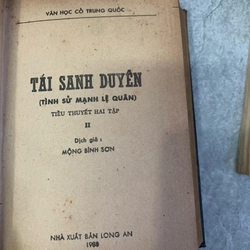 VĂN HỌC CỔ TRUNG QUỐC
TÁI SANH DUYÊN
(TÌNH SỬ MẠNH LỆ QUÂN)
TIỂU THUYẾT HAI TẬP
II
Dịch giả :
MỘNG BÌNH SƠN
NHÀ XUẤT BẢN LONG AN
1988